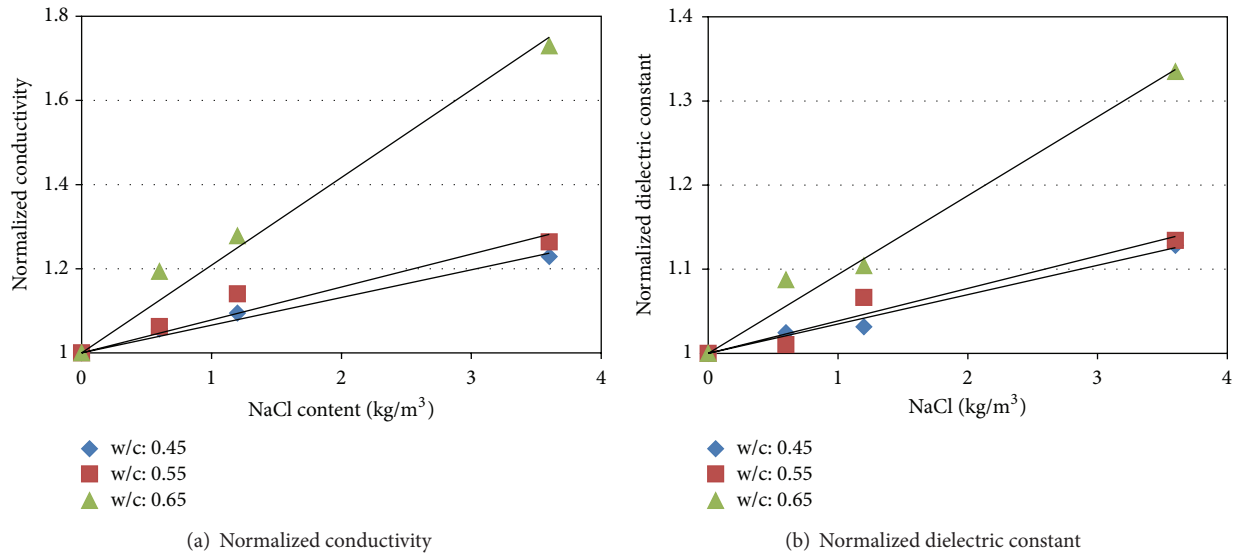 1.8
1.6
1.4
1.2
1
0
1
2
3
4
Normalized conductivity
NaCl content (kg/m³)
w/c: 0.45
w/c: 0.55
w/c: 0.65
(a) Normalized conductivity
1.4
1.3
1.2
1.1
1
0
1
2
3
4
Normalized dielectric constant
NaCl (kg/m³)
w/c: 0.45
w/c: 0.55
w/c: 0.65
(b) Normalized dielectric constant